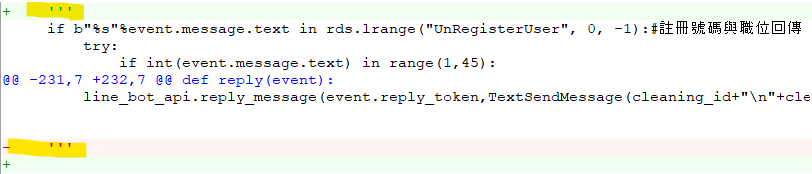 +    '''
     if b"%s"%event.message.text in rds.lrange("UnRegisterUser", 0, -1):#註冊號碼與職位回傳
        try:
            if int(event.message.text) in range(1,45):
@@ -231,7 +232,7 @@ def reply(event):
        line_bot_api.reply_message(event.reply_token,TextSendMessage(cleaning_id+"\n"+cle
-    '''
+